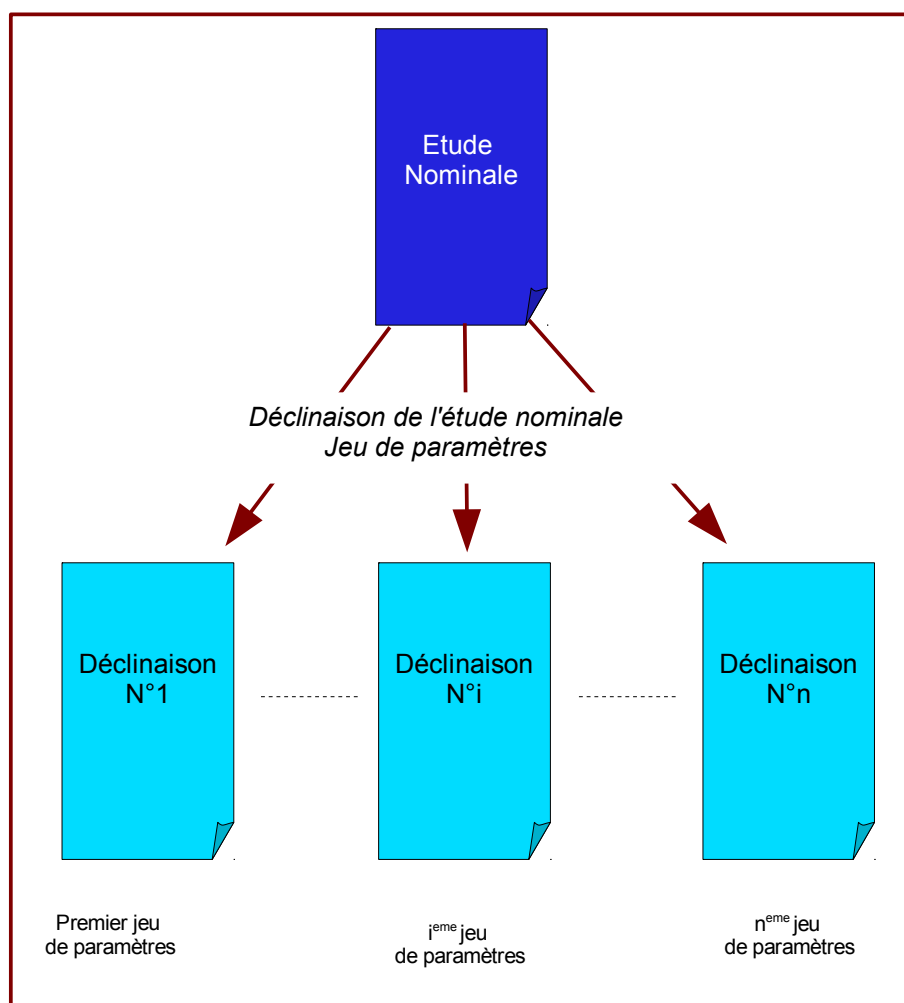 Etude
Nominale
Déclinaison de l'étude nominale
Jeu de paramètres
Déclinaison
N°1
Déclinaison
N°i
Déclinaison
N°n
Premier jeu
de paramètres
ieme jeu
de paramètres
neme jeu
de paramètres